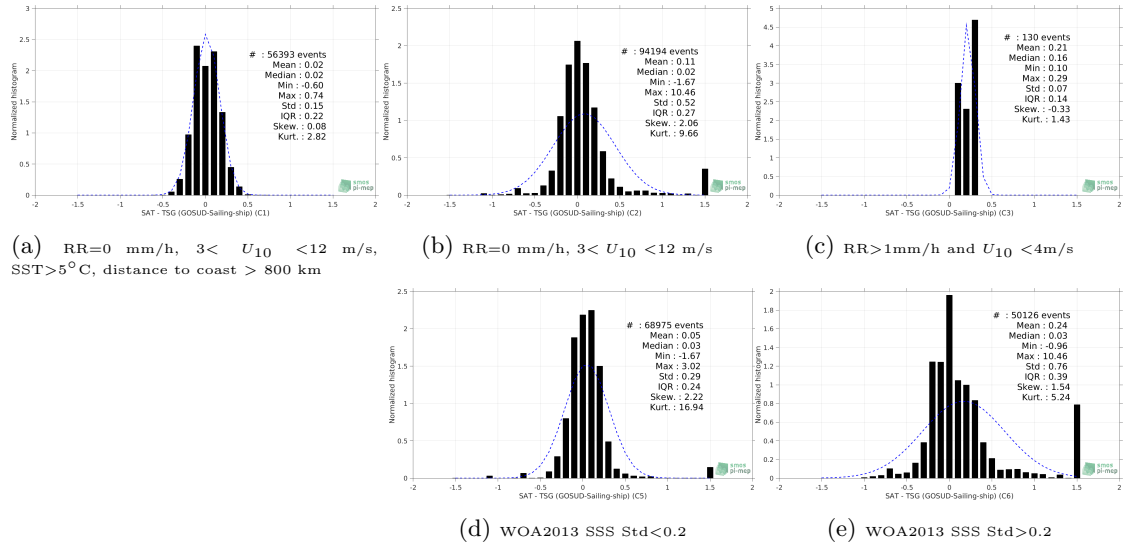 Normalized histogram
3
2.5
2
1.5
1
0.5
0
-2 -1.5 -1 -0.5 0 0.5 1 1.5 2
SAT - TSG (GOSUD-Sailing-ship) (C1)
# : 56393 events
Mean : 0.02
Median : 0.02
Min : -0.60
Max : 0.74
Std : 0.15
IQR : 0.22
Skew. : 0.08
Kurt. : 2.82
smos
pi-mep
(a) RR=0 mm/h, 3< U10 <12 m/s,
SST>5°C, distance to coast > 800 km
Normalized histogram
2.5
2
1.5
1
0.5
0
-2 -1.5 -1 -0.5 0 0.5 1 1.5 2
SAT - TSG (GOSUD-Sailing-ship) (C2)
# : 94194 events
Mean : 0.11
Median : 0.02
Min : -1.67
Max : 10.46
Std : 0.52
IQR : 0.27
Skew. : 2.06
Kurt. : 9.66
smos
pi-mep
(b) RR=0 mm/h, 3< U10 <12 m/s
Normalized histogram
5
4.5
4
3.5
3
2.5
2
1.5
1
0.5
0
-2 -1.5 -1 -0.5 0 0.5 1 1.5 2
SAT - TSG (GOSUD-Sailing-ship) (C3)
# : 130 events
Mean : 0.21
Median : 0.16
Min : 0.10
Max : 0.29
Std : 0.07
IQR : 0.14
Skew. : -0.33
Kurt. : 1.43
smos
pi-mep
(c) RR>1mm/h and U10 <4m/s
Normalized histogram
2.5
2
1.5
1
0.5
0
-2 -1.5 -1 -0.5 0 0.5 1 1.5 2
SAT - TSG (GOSUD-Sailing-ship) (C5)
# : 68975 events
Mean : 0.05
Median : 0.03
Min : -1.67
Max : 3.02
Std : 0.29
IQR : 0.24
Skew. : 2.22
Kurt. : 16.94
smos
pi-mep
(d) WOA2013 SSS Std<0.2
Normalized histogram
2
1.8
1.6
1.4
1.2
1
0.8
0.6
0.4
0.2
0
-2 -1.5 -1 -0.5 0 0.5 1 1.5 2
SAT - TSG (GOSUD-Sailing-ship) (C6)
# : 50126 events
Mean : 0.24
Median : 0.03
Min : -0.96
Max : 10.46
Std : 0.76
IQR : 0.39
Skew. : 1.54
Kurt. : 5.24
smos
pi-mep
(e) WOA2013 SSS Std>0.2